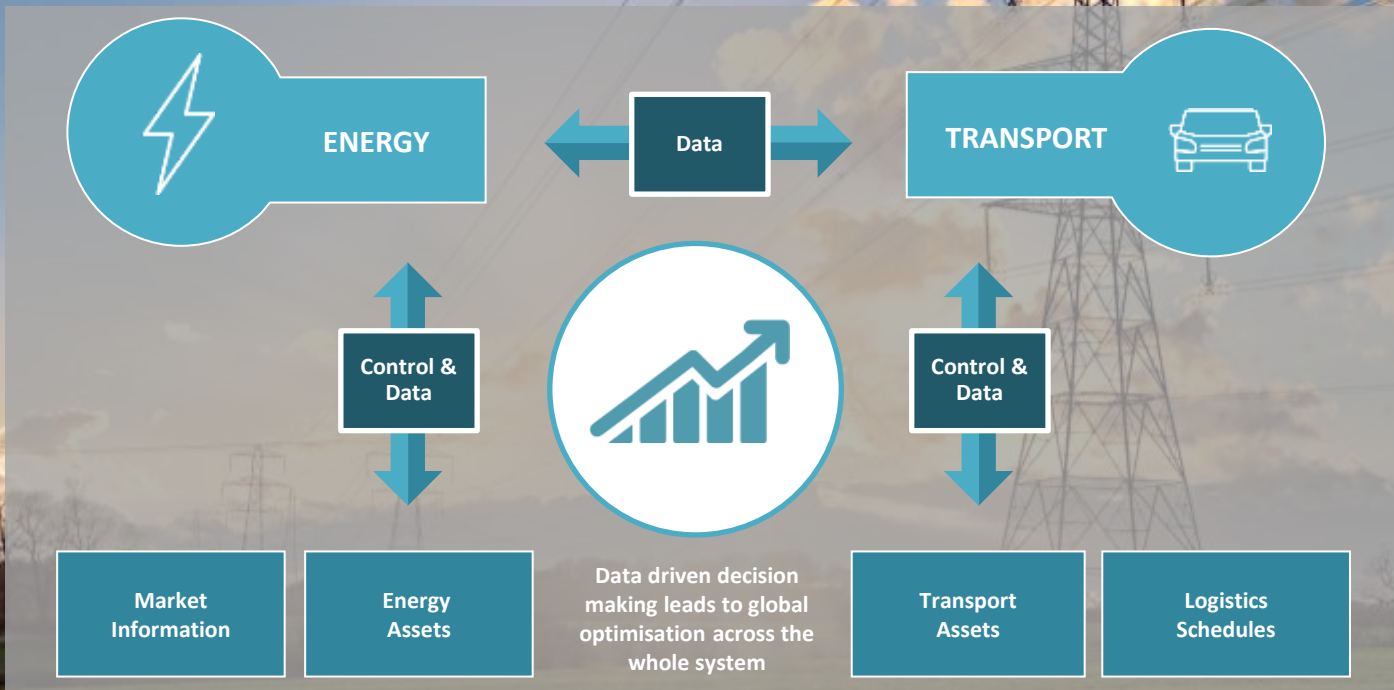 ENERGY
Data
TRANSPORT
Control &
Data
Control &
Data
Market
Information
Energy
Assets
Data driven decision
making leads to global
optimisation across the
whole system
Transport
Assets
Logistics
Schedules